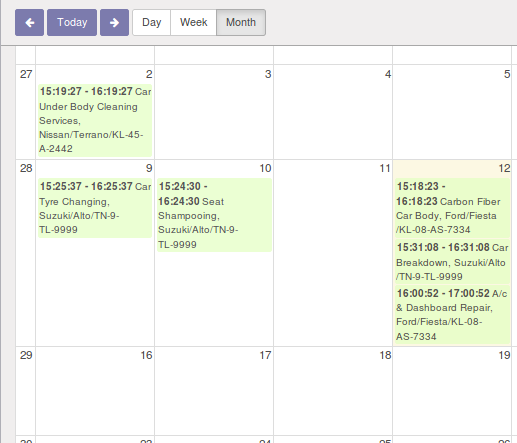 Today Day Week Month
27 2 3 4 5
15:19:27 - 16:19:27 Car
Under Body Cleaning
Services,
Nissan/Terrano/KL-45-
A-2442
28 9 10 11 12
15:25:37 - 16:25:37 Car
Tyre Changing,
Suzuki/Alto/TN-9-
TL-9999
15:24:30 -
16:24:30 Seat
Shampooing,
Suzuki/Alto/TN-9-
TL-9999
15:18:23 -
16:18:23 Carbon Fiber
Car Body, Ford/Fiesta
/KL-08-AS-7334
15:31:08 - 16:31:08 Car
Breakdown, Suzuki/Alto
/TN-9-TL-9999
16:00:52 - 17:00:52 A/c
& Dashboard Repair,
Ford/Fiesta/KL-08-
AS-7334
29 16 17 18 19